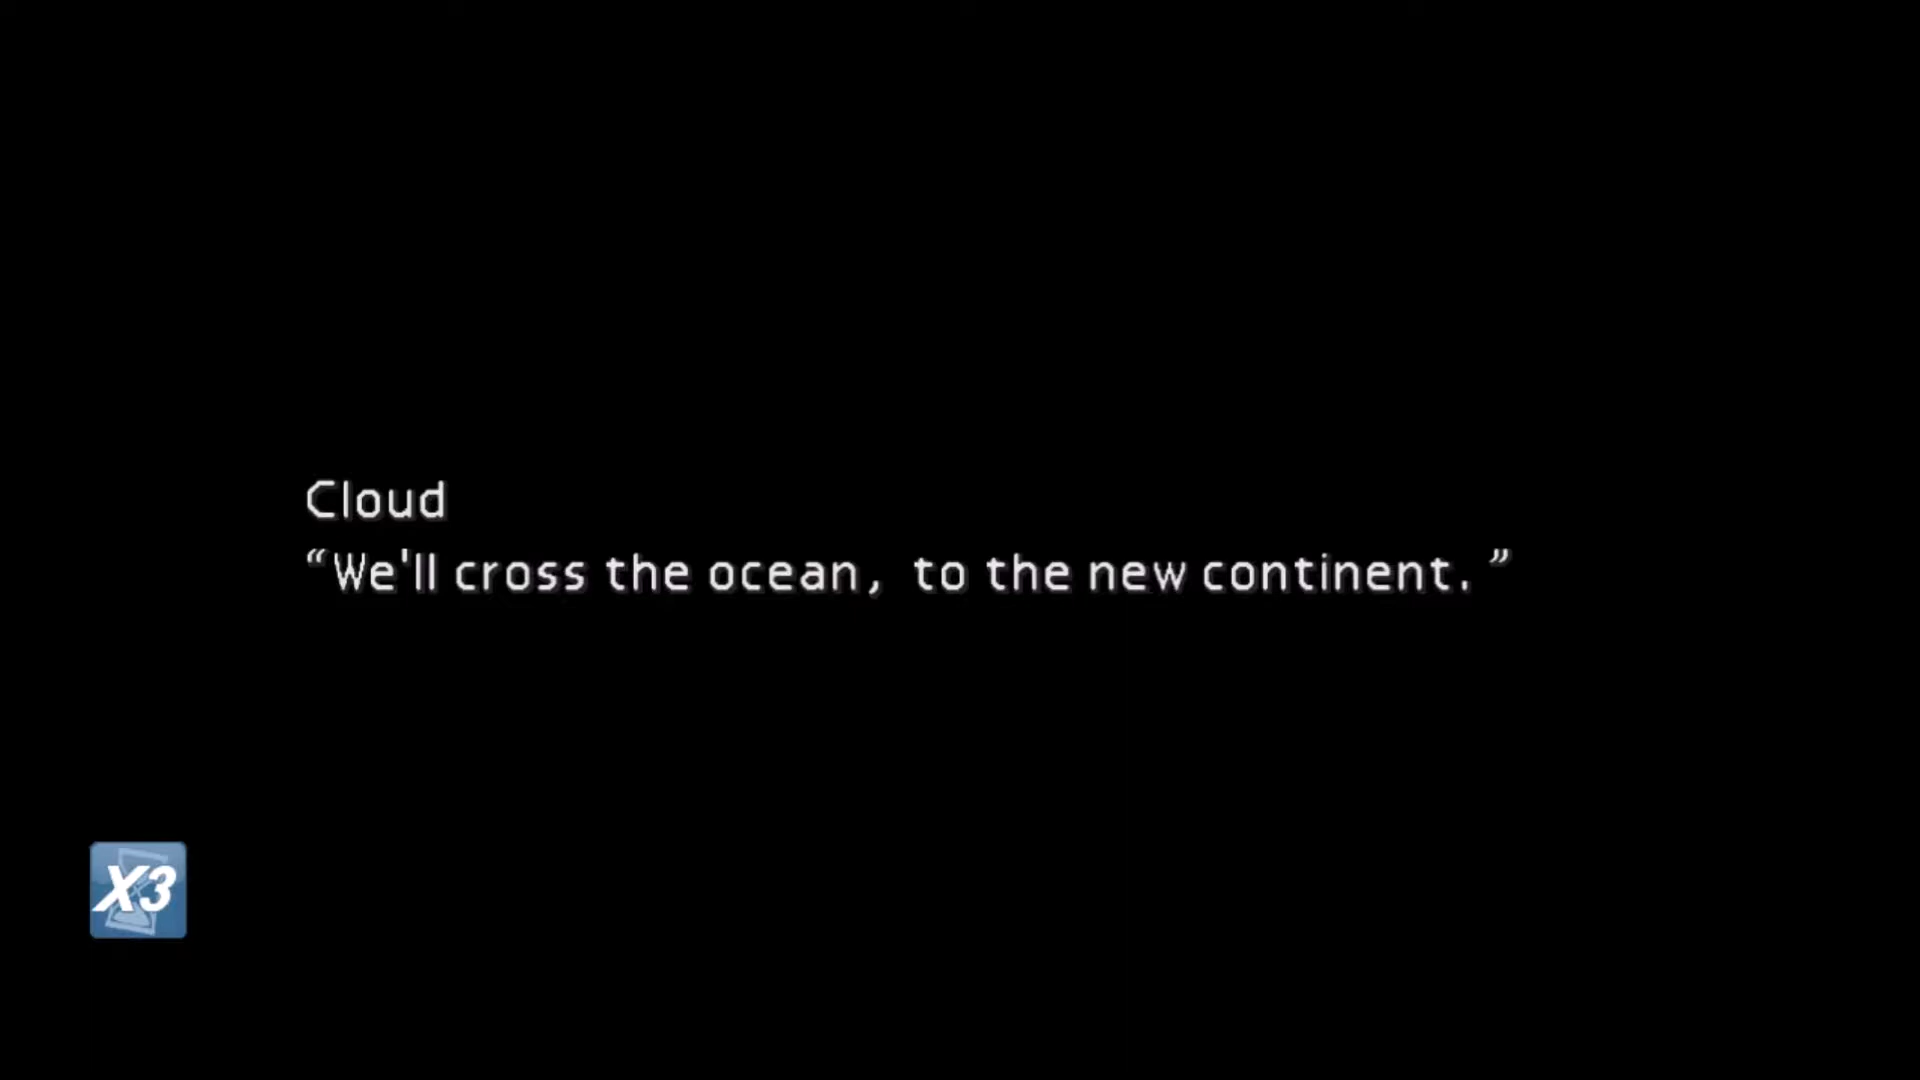 Cloud
“We'll cross the ocean, to the new continent.”
X3